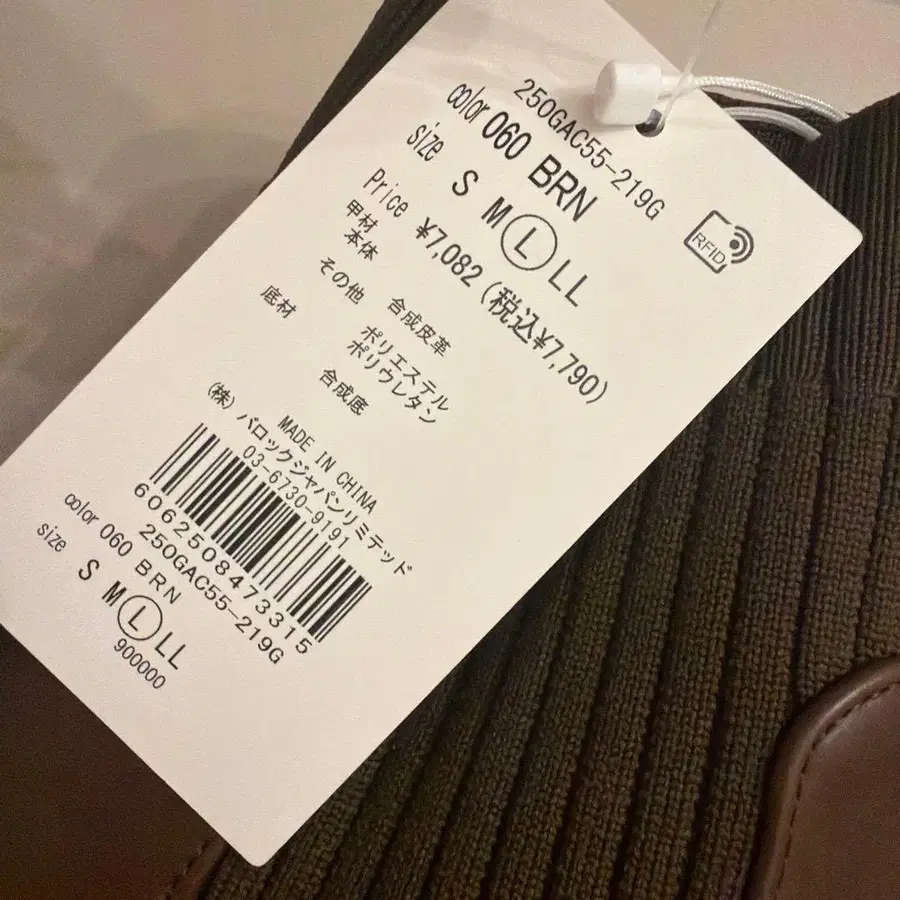 250GAC55-219G
color 060 BRN
size S M L LL
Price ¥7,082 (税込¥7,790)
甲材
本体 合成皮革
その他 ポリエステル
ポリウレタン
底材 合成底
MADE IN CHINA
(株) バロックジャパンリミテッド
03-6730-9191
6062508473315
250GAC55-219G
color 060 BRN
size S M L LL
900000
RFID